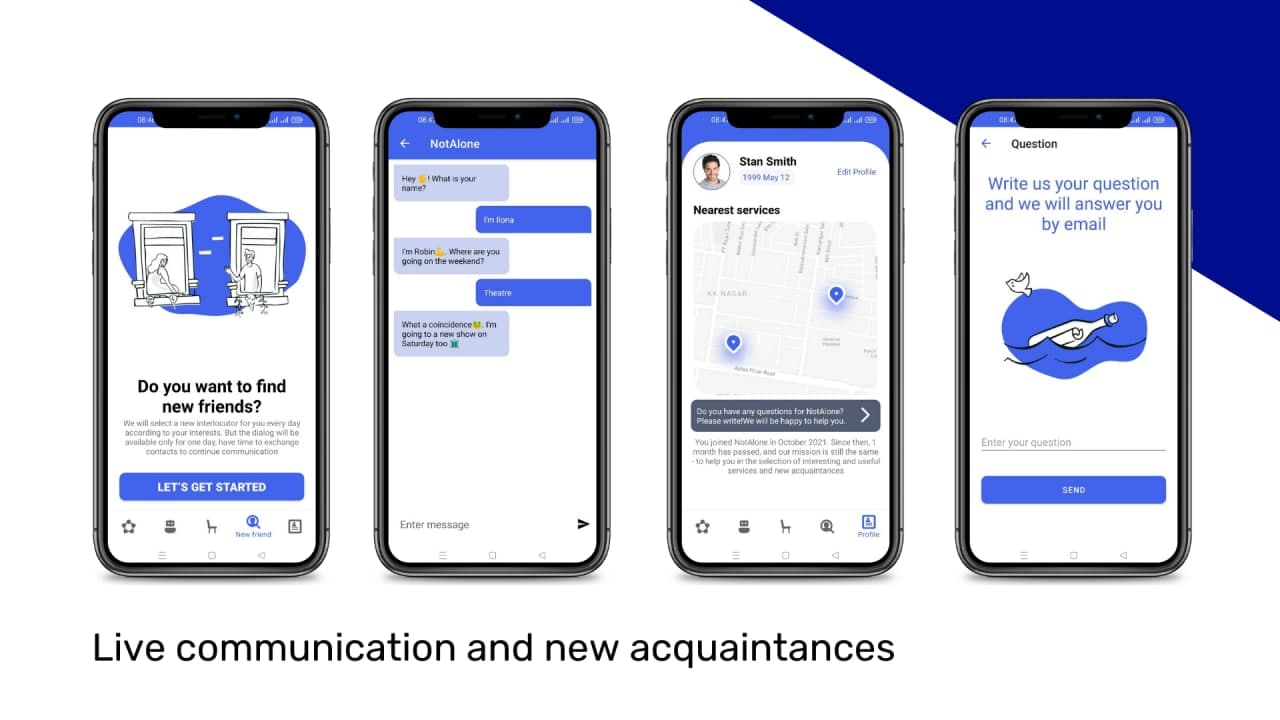 Do you want to find
new friends?
We will select a new interlocutor for you every day
according to your interests. But the dialog will be
available only for one day, have time to exchange
contacts to continue communication
LET'S GET STARTED
New friend
NotAlone
Hey 👋! What is your
name?
I'm Ilona
I'm Robin💪. Where are you
going on the weekend?
Theatre
What a coincidence🐸. I'm
going to a new show on
Saturday too
Enter message
Stan Smith
1999 May 12
Edit Profile
Nearest services
KK NAGAR
Do you have any questions for NotAlone?
Please write!We will be happy to help you.
You joined NotAlone in October 2021. Since then, 1
month has passed, and our mission is still the same
- to help you in the selection of interesting and useful
services and new acquaintances
Profile
Question
Write us your question
and we will answer you
by email
Enter your question
SEND
Live communication and new acquaintances